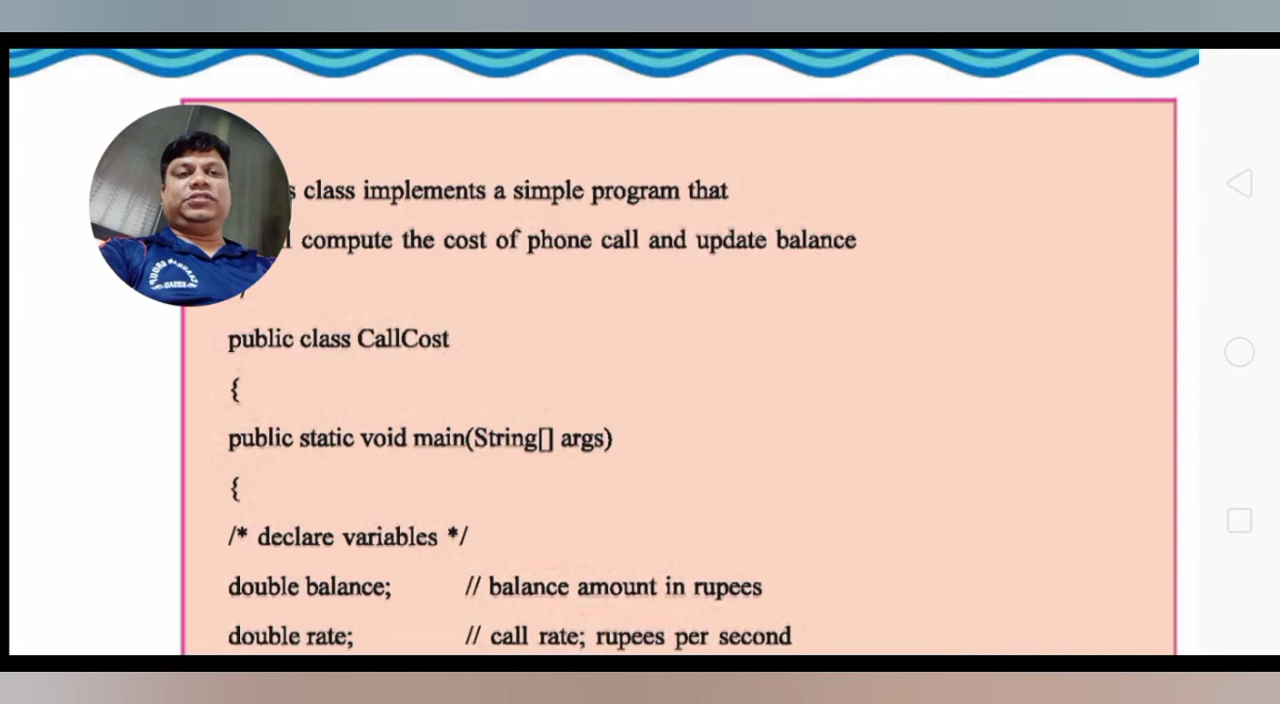 class implements a simple program that
compute the cost of phone call and update balance
public class CallCost
{
public static void main(String[] args)
{
/* declare variables */
double balance; // balance amount in rupees
double rate; // call rate; rupees per second